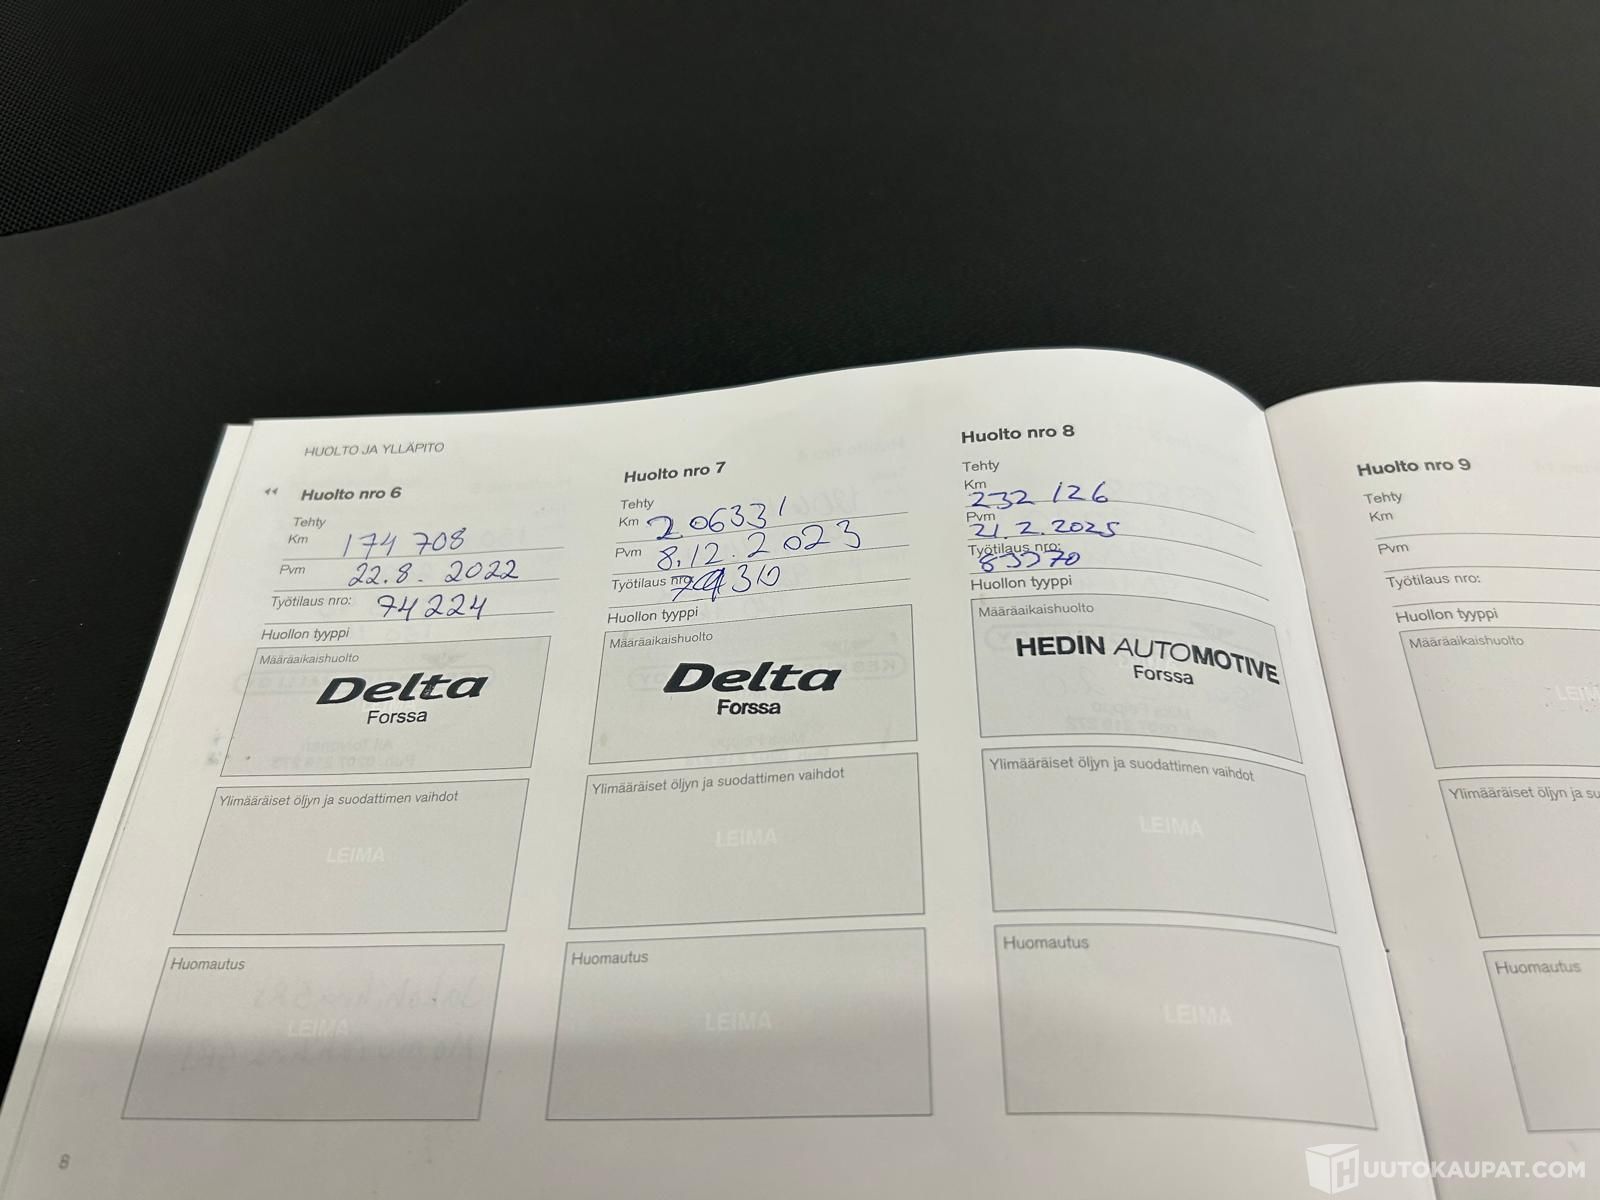 HUOLTO JA YLLÄPITO
Huolto nro 6
Tehty
Km 174 708
Pvm 22.8. 2022
Työtilaus nro: 74224
Huollon tyyppi
Määräaikaishuolto
Delta
Forssa
Ylimääräiset öljyn ja suodattimen vaihdot
LEIMA
Huomautus
LEIMA
8
Huolto nro 7
Tehty
Km 206331
Pvm 8.12.2023
Työtilaus nro:
Huollon tyyppi
Määräaikaishuolto
Delta
Forssa
Ylimääräiset öljyn ja suodattimen vaihdot
LEIMA
Huomautus
LEIMA
Huolto nro 8
Tehty
Km 232 126
Pvm 21.2.2025
Työtilaus nro: 83370
Huollon tyyppi
Määräaikaishuolto
HEDIN AUTOMOTIVE
Forssa
Ylimääräiset öljyn ja suodattimen vaihdot
LEIMA
Huomautus
LEIMA
Huolto nro 9
Tehty
Km
Pvm
Työtilaus nro:
Huollon tyyppi
Määräaikaishuolto
Ylimääräiset öljyn ja
Huomautus
HUUTOKAUPAT.COM